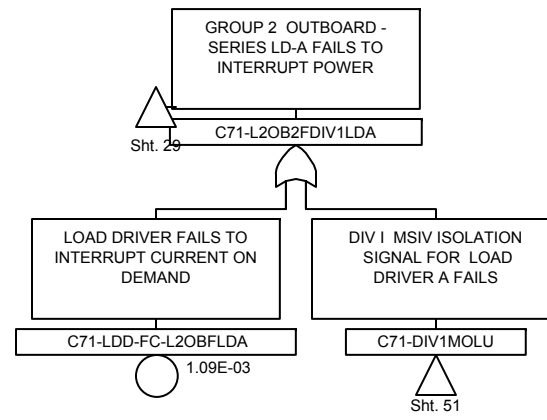 GROUP 2 OUTBOARD -
SERIES LD-A FAILS TO
INTERRUPT POWER
C71-L2OB2FDIV1LDA
Sht. 29
LOAD DRIVER FAILS TO
INTERRUPT CURRENT ON
DEMAND
C71-LDD-FC-L2OBFLDA
1.09E-03
DIV I MSIV ISOLATION
SIGNAL FOR LOAD
DRIVER A FAILS
C71-DIV1MOLU
Sht. 51